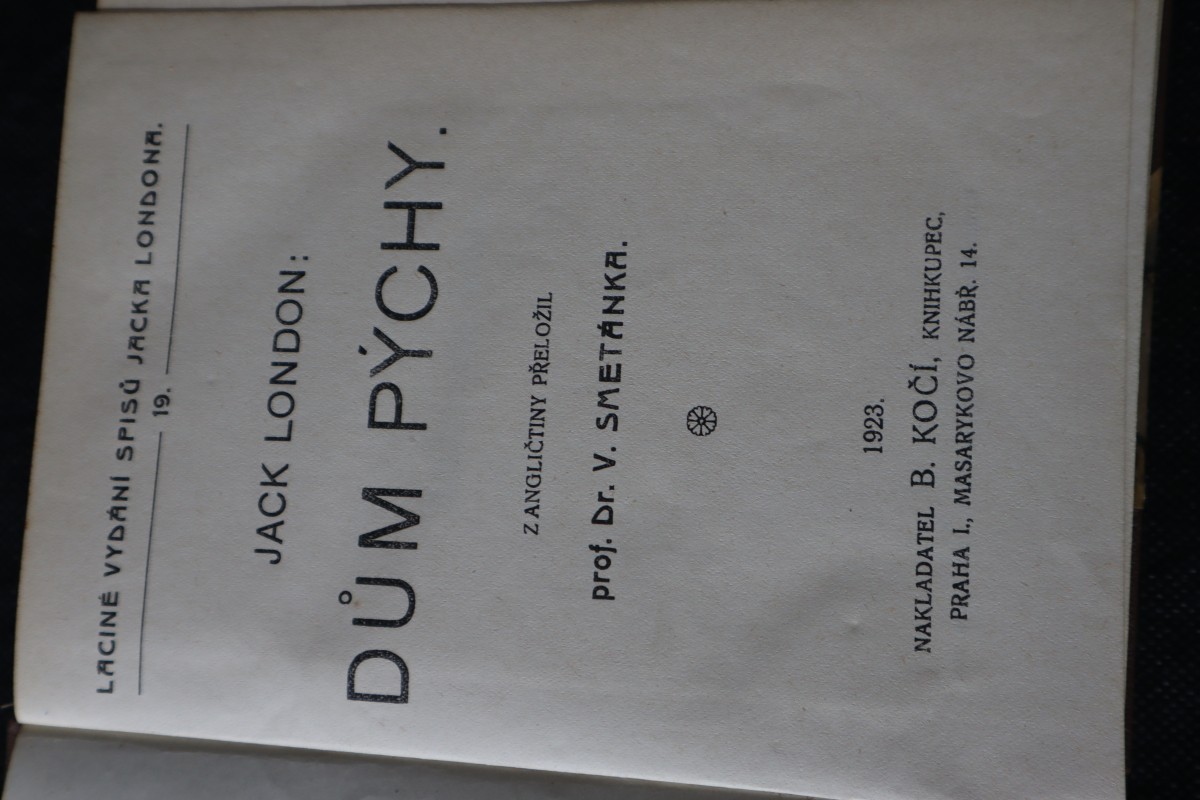 LACINÉ VYDÁNÍ SPISŮ JACKA LONDONA.
19.
JACK LONDON:
DŮM PÝCHY.
Z ANGLIČTINY PŘELOŽIL
prof. Dr. V. SMETÁNKA.
1923.
NAKLADATEL B. KOČÍ, KNIHKUPEC,
PRAHA I., MASARYKOVO NÁBŘ. 14.